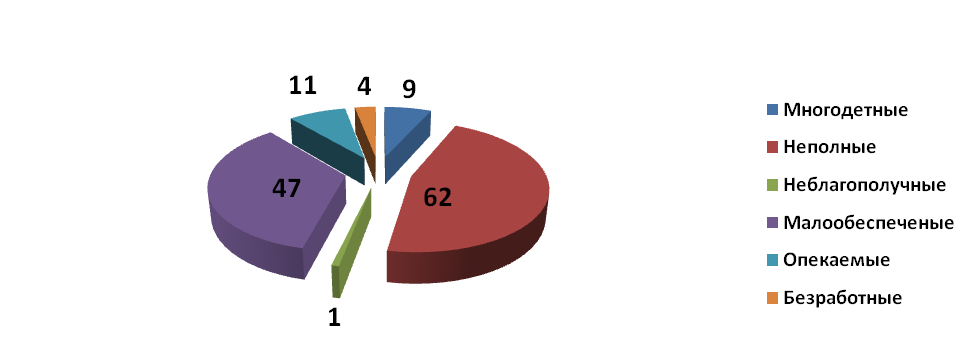 11
4
9
47
62
1
Многодетные
Неполные
Неблагополучные
Малообеспеченые
Опекаемые
Безработные